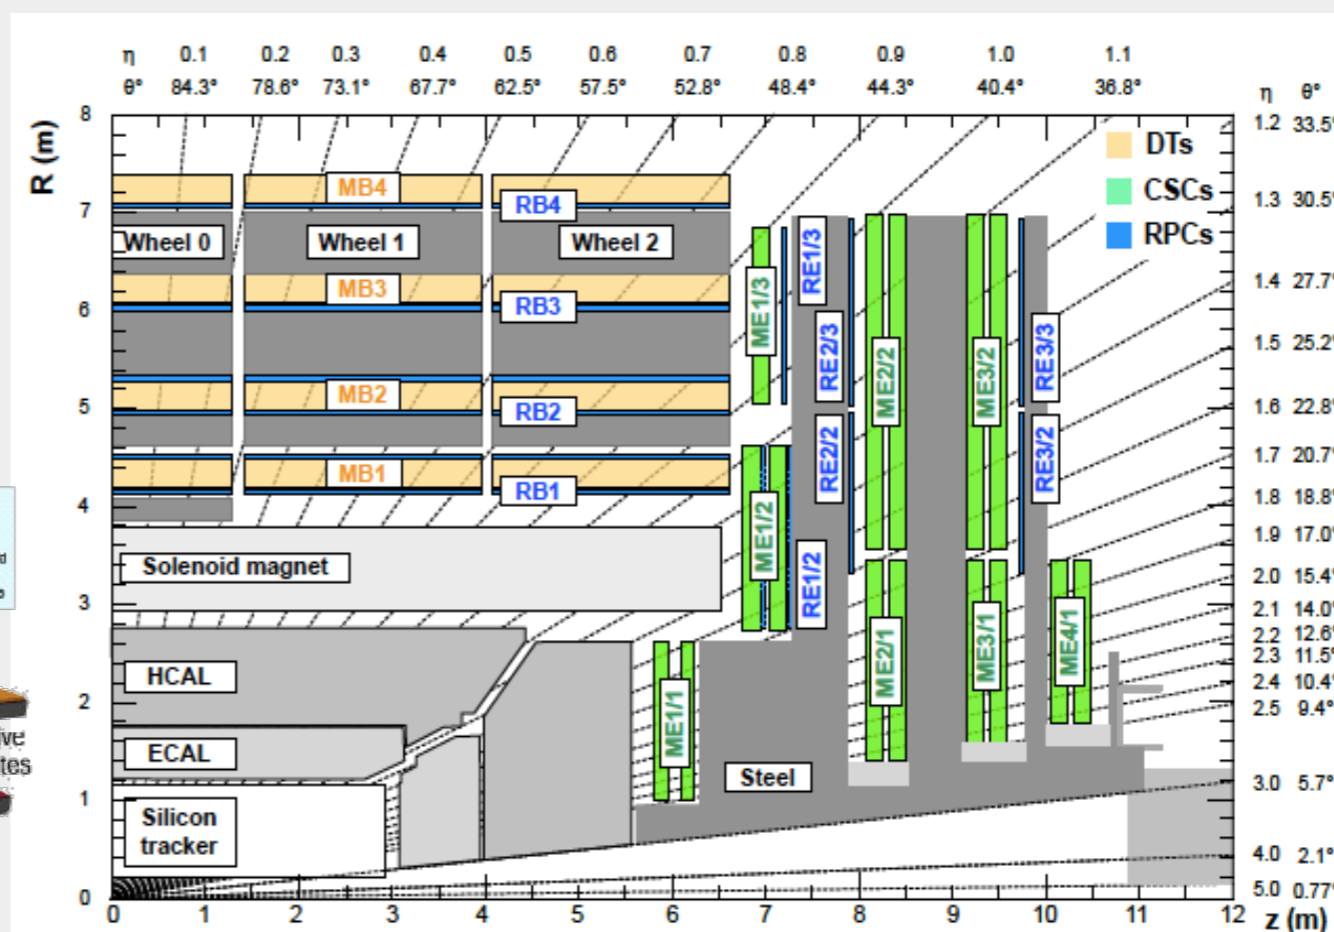 η 0.1 0.2 0.3 0.4 0.5 0.6 0.7 0.8 0.9 1.0 1.1
θ° 84.3° 78.6° 73.1° 67.7° 62.5° 57.5° 52.8° 48.4° 44.3° 40.4° 36.8°
η θ°
R (m)
8
7
6
5
4
3
2
1
0
1.2 33.5°
1.3 30.5°
1.4 27.7°
1.5 25.2°
1.6 22.8°
1.7 20.7°
1.8 18.8°
1.9 17.0°
2.0 15.4°
2.1 14.0°
2.2 12.6°
2.3 11.5°
2.4 10.4°
2.5 9.4°
3.0 5.7°
4.0 2.1°
5.0 0.77°
DTs
CSCs
RPCs
MB4
RB4
Wheel 0
Wheel 1
Wheel 2
MB3
RB3
MB2
RB2
MB1
RB1
Solenoid magnet
HCAL
ECAL
Silicon
tracker
Steel
ME1/3
RE1/3
RE2/3
ME2/2
ME3/2
RE3/3
ME1/2
RE2/2
RE3/2
RE1/2
ME1/1
ME2/1
ME3/1
ME4/1
0 1 2 3 4 5 6 7 8 9 10 11 12
z (m)